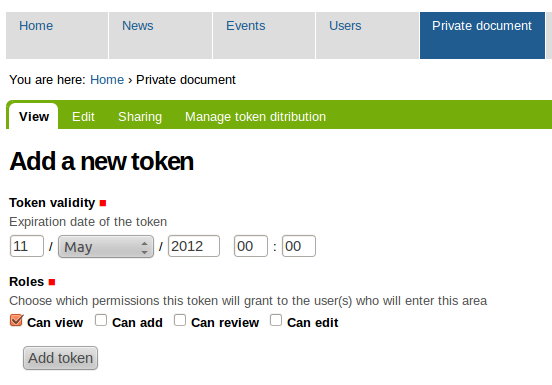 Home News Events Users Private document
You are here: Home › Private document
View Edit Sharing Manage token ditribution
Add a new token
Token validity
Expiration date of the token
11 / May / 2012 00 : 00
Roles
Choose which permissions this token will grant to the user(s) who will enter this area
Can view Can add Can review Can edit
Add token